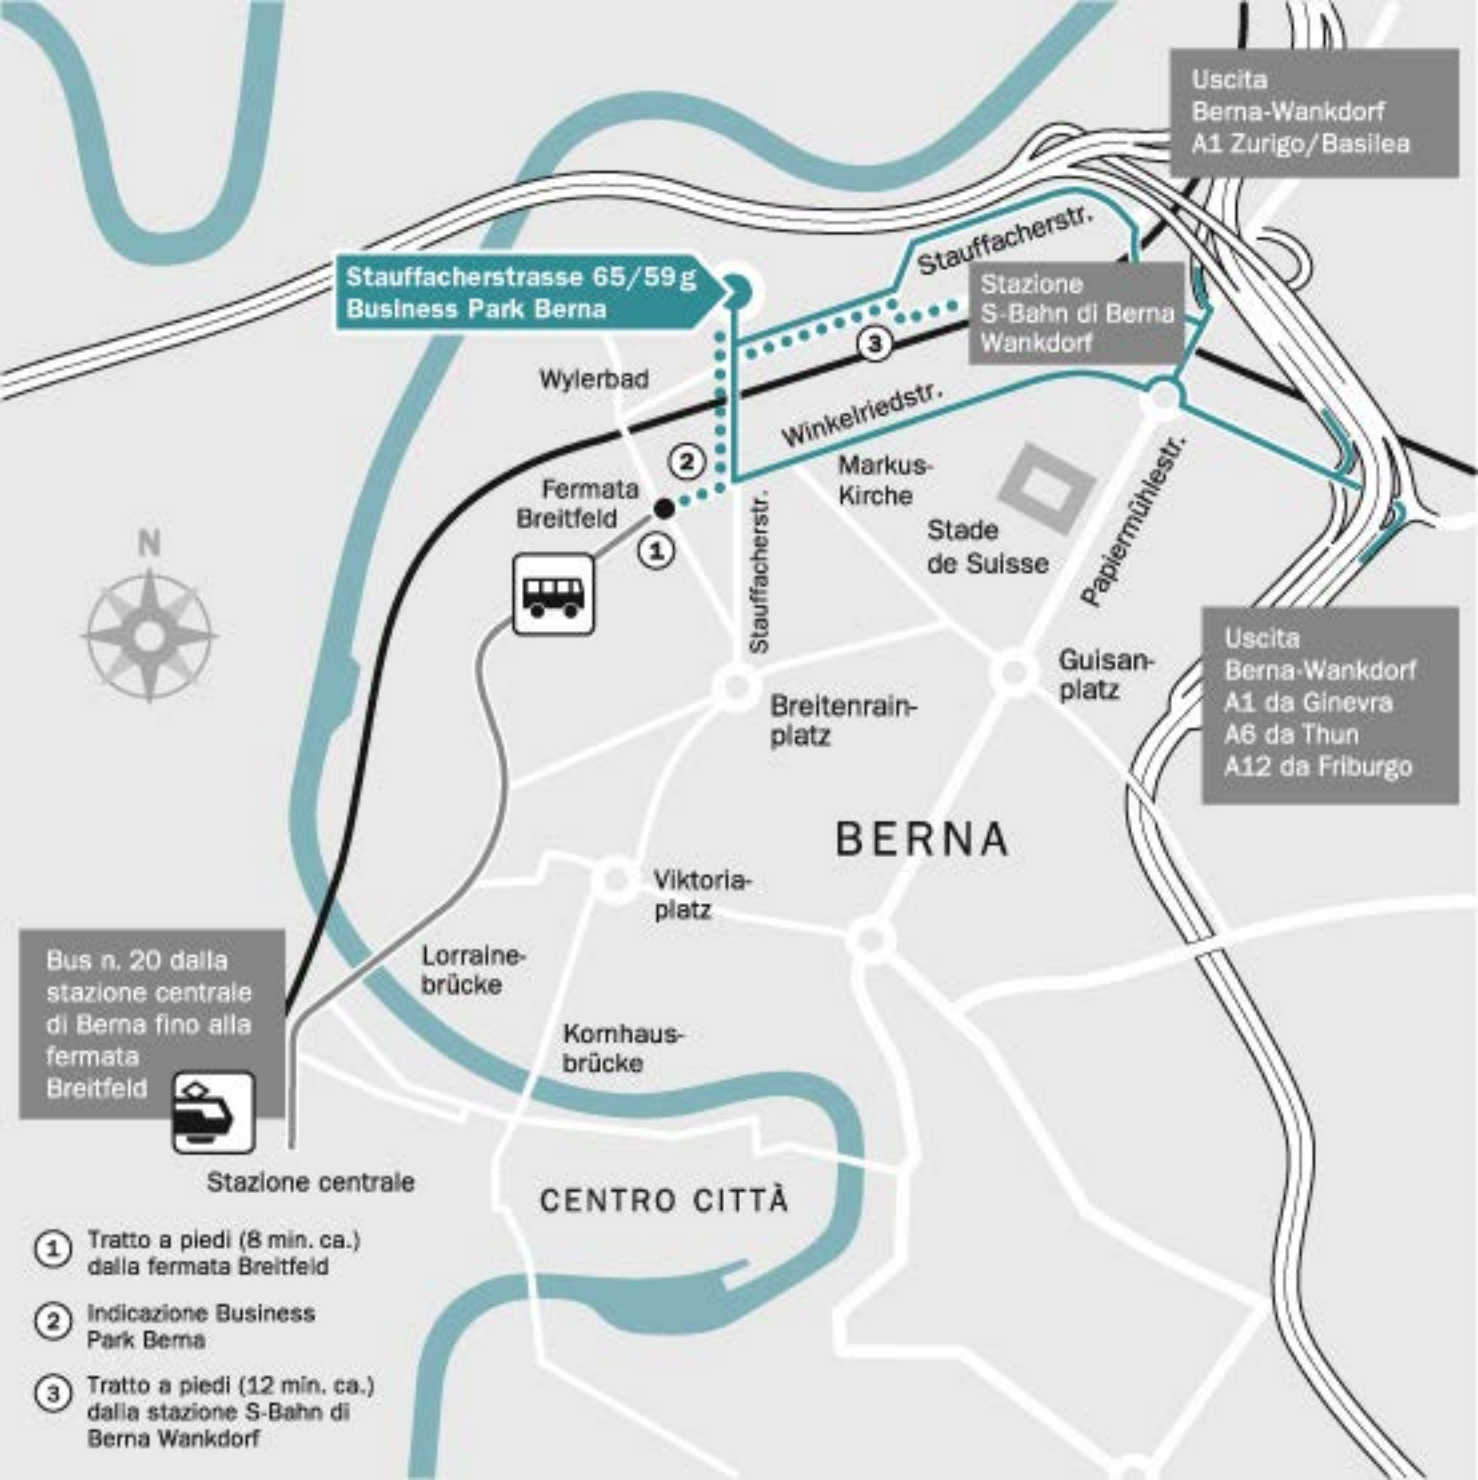 Uscita
Berna-Wankdorf
A1 Zurigo/Basilea
Stauffacherstr.
Stauffacherstrasse 65/59g
Business Park Berna
Stazione
S-Bahn di Berna
Wankdorf
3
Wylerbad
Winkelriedstr.
2
Markus-
Kirche
Fermata
Breitfeld
1
Stade
de Suisse
Papiermühlestr.
Stauffacherstr.
N
Uscita
Berna-Wankdorf
A1 da Ginevra
A6 da Thun
A12 da Friburgo
Guisan-
platz
Breitenrain-
platz
BERNA
Viktoria-
platz
Lorraine-
brücke
Bus n. 20 dalla
stazione centrale
di Berna fino alla
fermata
Breitfeld
Kornhaus-
brücke
Stazione centrale
CENTRO CITTÀ
1 Tratto a piedi (8 min. ca.)
dalla fermata Breitfeld
2 Indicazione Business
Park Berna
3 Tratto a piedi (12 min. ca.)
dalla stazione S-Bahn di
Berna Wankdorf